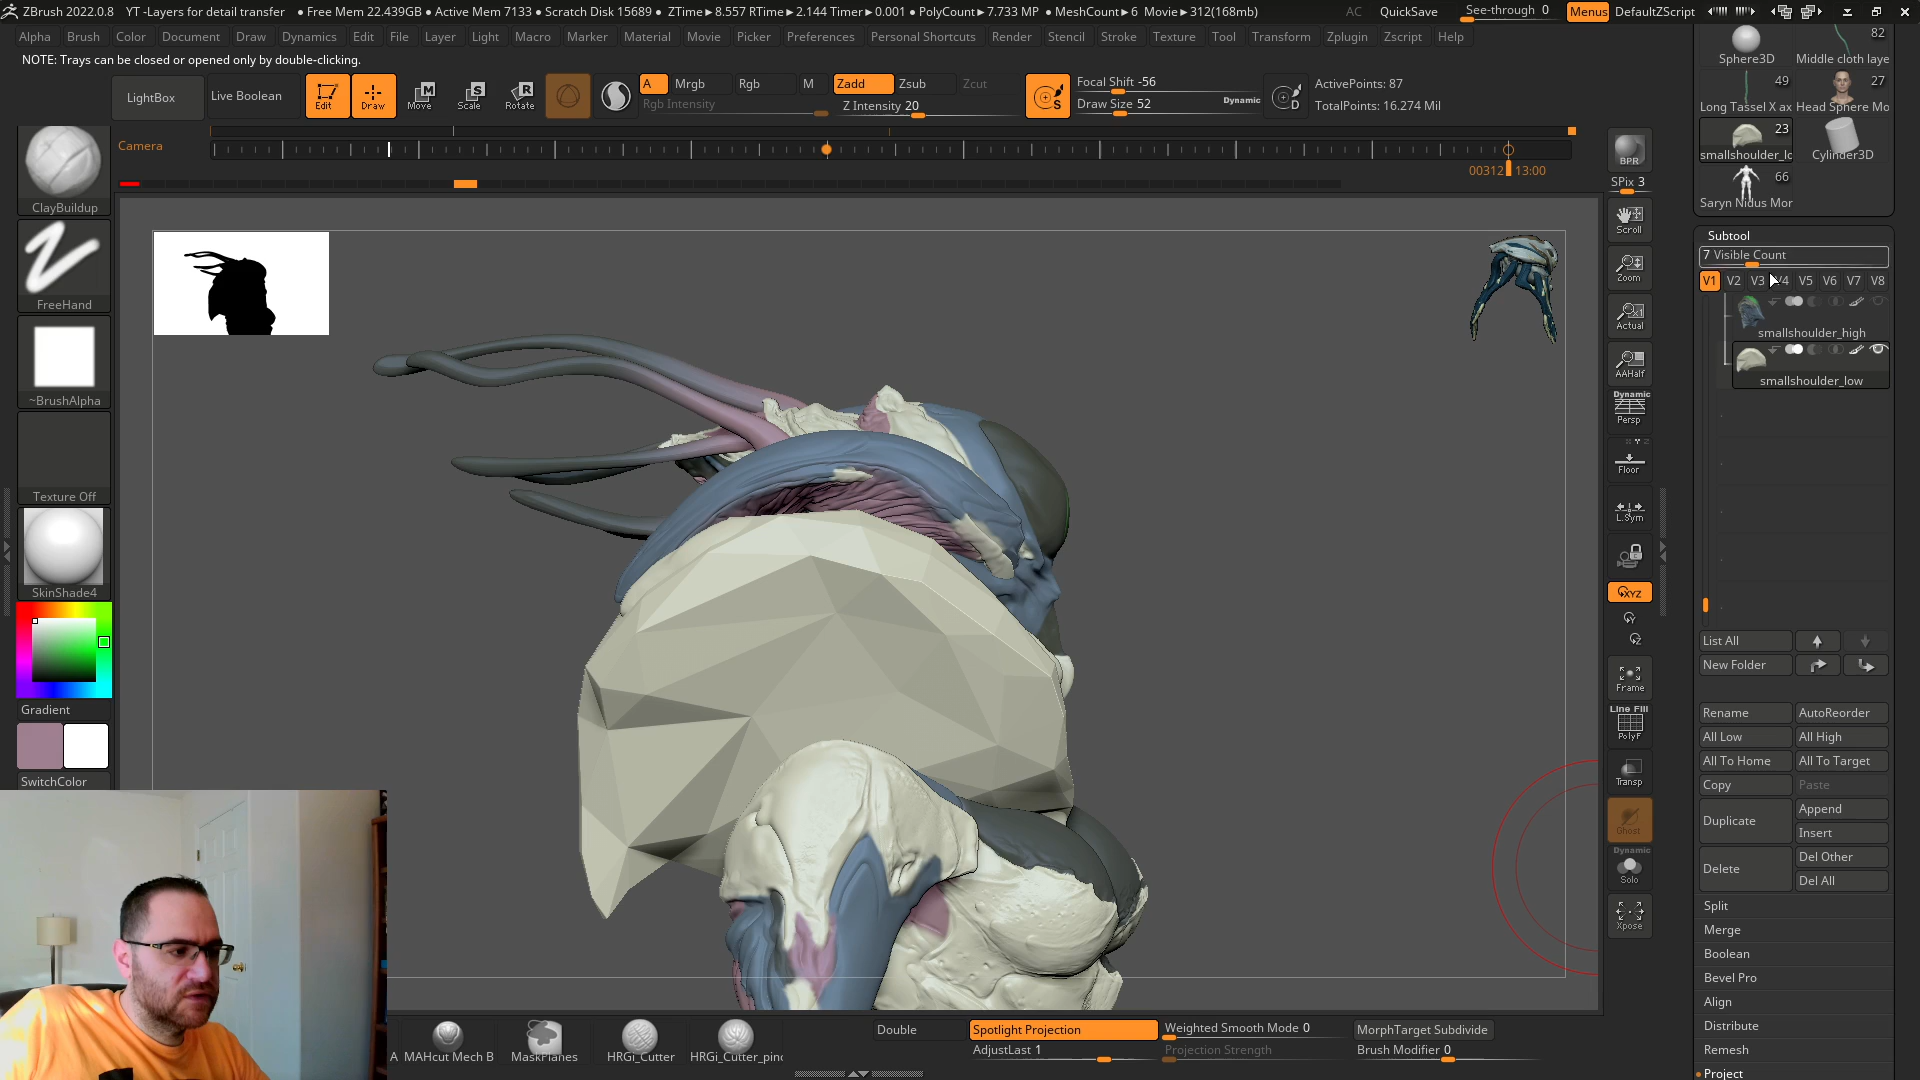 ZBrush 2022.0.8 YT -Layers for detail transfer ● Free Mem 22.439GB ● Active Mem 7133 ● Scratch Disk 15689 ● ZTime►8.557 RTime►2.144 Timer►0.001 ● PolyCount►7.733 MP ● MeshCount►6 Movie►312(168mb) AC QuickSave See-through 0 Menus DefaultZScript
Alpha Brush Color Document Draw Dynamics Edit File Layer Light Macro Marker Material Movie Picker Preferences Personal Shortcuts Render Stencil Stroke Texture Tool Transform Zplugin Zscript Help
NOTE: Trays can be closed or opened only by double-clicking.
LightBox Live Boolean Edit Draw Move Scale Rotate A Mrgb Rgb M Zadd Zsub Zcut
Rgb Intensity Z Intensity 20
Focal Shift -56
Draw Size 52 Dynamic
ActivePoints: 87
TotalPoints: 16.274 Mil
Camera
00312 13:00
ClayBuildup
FreeHand
~BrushAlpha
Texture Off
SkinShade4
Gradient
SwitchColor
BPR
SPix 3
Scroll
Zoom
Actual
AAHalf
Dynamic
Persp
Floor
L.Sym
XYZ
Frame
Line Fill
PolyF
Transp
Ghost
Dynamic
Solo
Xpose
Sphere3D
82
Middle cloth laye
49
27
Long Tassel X ax Head Sphere Mo
23
smallshoulder_lo Cylinder3D
66
Saryn Nidus Mor
Subtool
7 Visible Count
V1 V2 V3 V4 V5 V6 V7 V8
smallshoulder_high
smallshoulder_low
List All
New Folder
Rename AutoReorder
All Low All High
All To Home All To Target
Copy Paste
Duplicate Append
Insert
Delete Del Other
Del All
Split
Merge
Boolean
Bevel Pro
Align
Distribute
Remesh
Project
A MAHcut Mech B MaskPlanes HRGi_Cutter HRGi_Cutter_pinc
Double Spotlight Projection Weighted Smooth Mode 0 MorphTarget Subdivide
AdjustLast 1 Projection Strength Brush Modifier 0